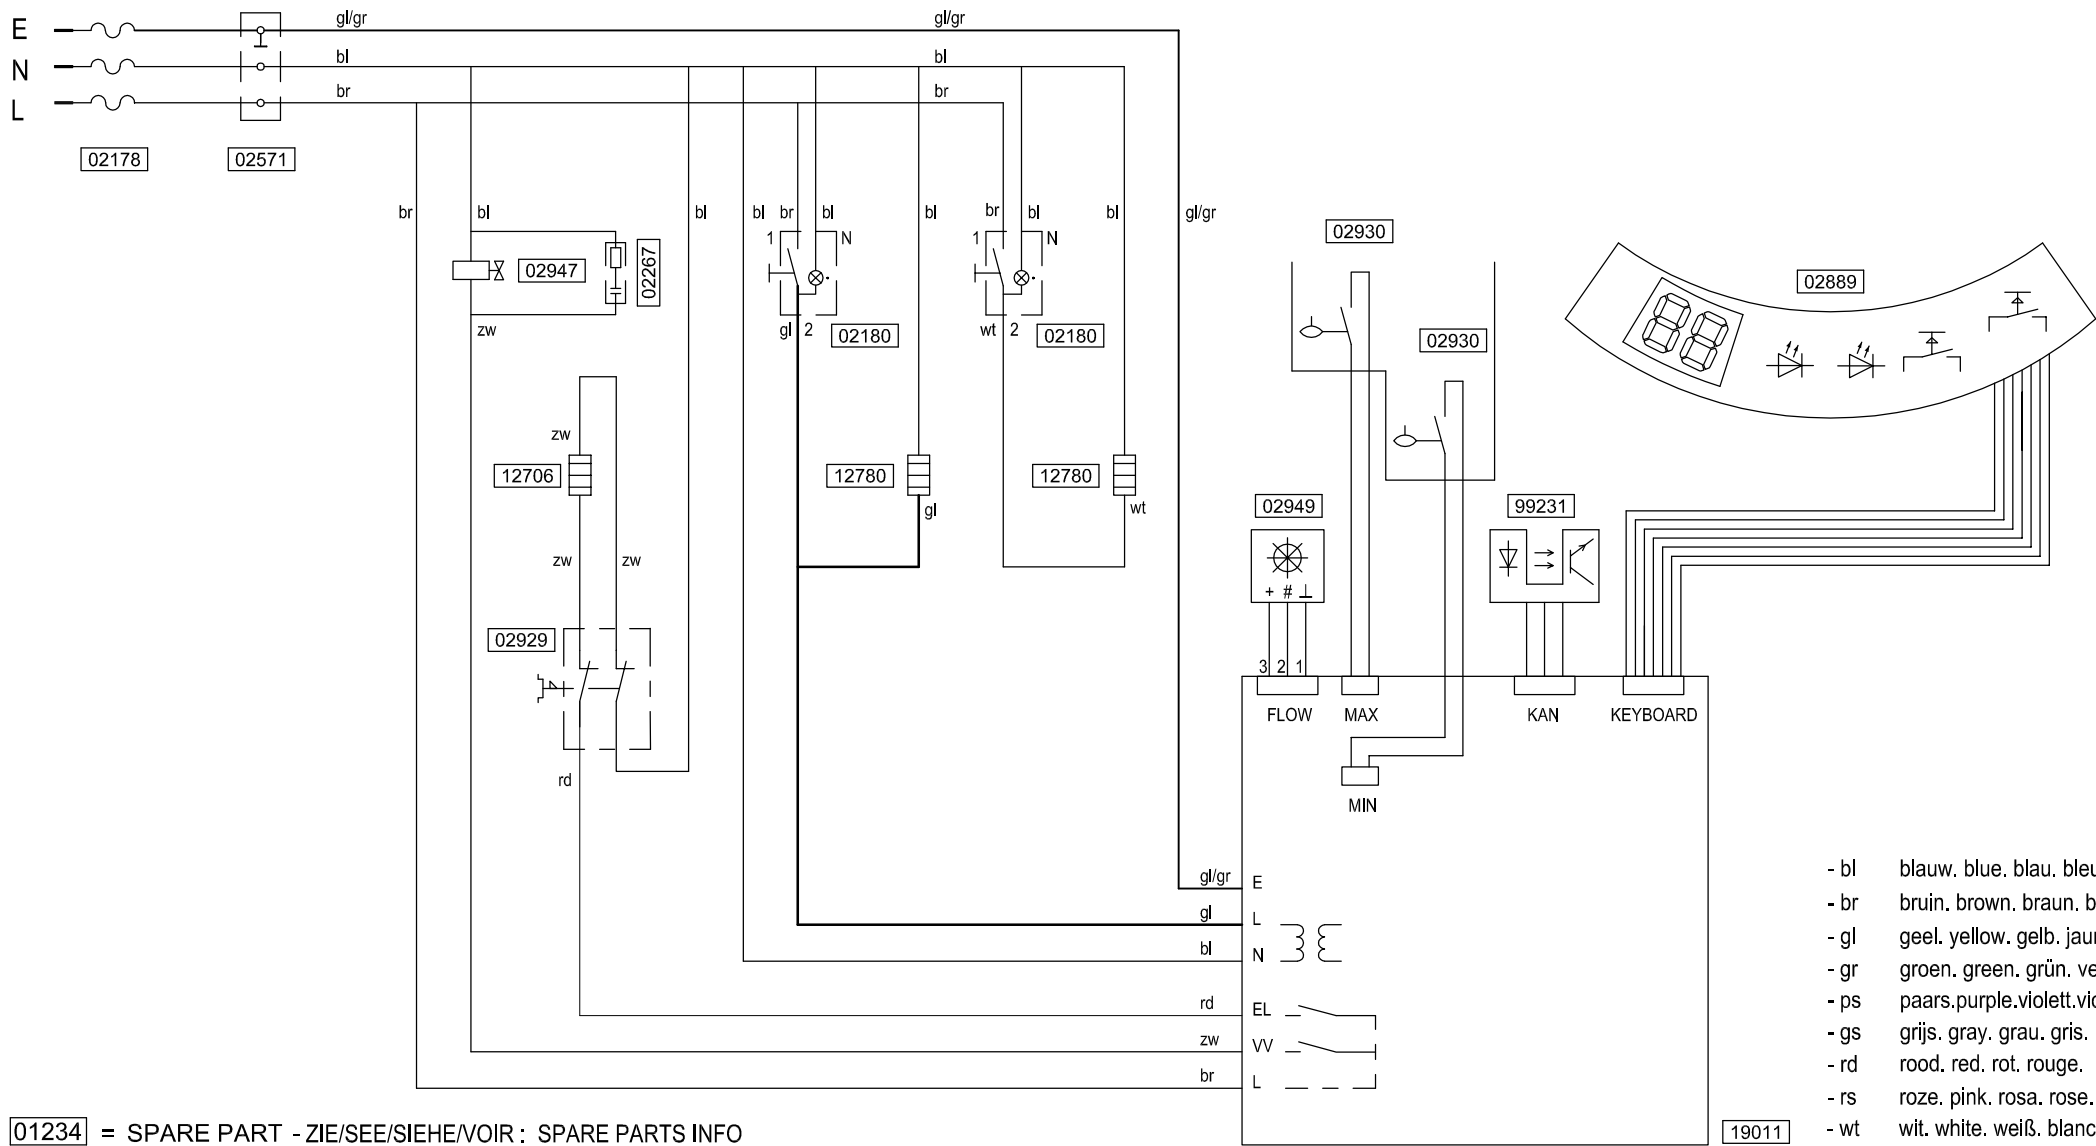 E
gl/gr
gl/gr
N
bl
bl
L
br
br
02178
02571
br
bl
bl
bl
br
bl
bl
br
bl
bl
gl/gr
1
N
1
N
02930
02889
02947
02267
zw
gl
2
02180
wt
2
02180
02930
zw
12706
12780
gl
12780
wt
02949
99231
zw
zw
+ # ⊥
02929
3 2 1
FLOW
MAX
KAN
KEYBOARD
rd
MIN
gl/gr
E
gl
L
bl
N
rd
EL
zw
VV
br
L
- bl blauw. blue. blau. bleu
- br bruin. brown. braun. b
- gl geel. yellow. gelb. jau
- gr groen. green. grün. ve
- ps paars.purple.violett.vio
- gs grijs. gray. grau. gris.
- rd rood. red. rot. rouge.
- rs roze. pink. rosa. rose.
- wt wit. white. weiß. blanc
01234 = SPARE PART - ZIE/SEE/SIEHE/VOIR : SPARE PARTS INFO
19011